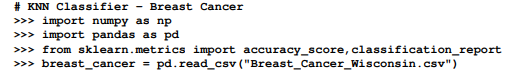 # KNN Classifier – Breast Cancer
>>> import numpy as np
>>> import pandas as pd
>>> from sklearn.metrics import accuracy_score,classification_report
>>> breast_cancer = pd.read_csv("Breast_Cancer_Wisconsin.csv")